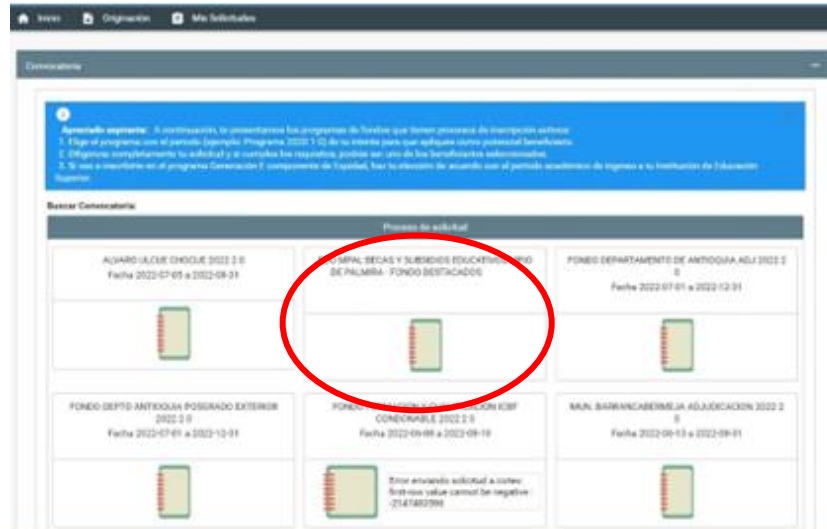 Inicio Originación Mis Solicitudes
Convocatoria
Apreciado aspirante: A continuación, te presentamos los programas de fondos que tienen procesos de inscripción activos:
1. Elige el programa con el periodo (ejemplo: Programa 2020 1 0) de tu interés para que apliques como potencial beneficiario.
2. Diligencia completamente tu solicitud y si cumples los requisitos, podrás ser uno de los beneficiarios seleccionados.
3. Si vas a inscribirte en el programa Generación E componente de Equidad, haz tu elección de acuerdo con el periodo académico de ingreso a tu Institución de Educación
Superior.
Buscar Convocatoria:
Proceso de solicitud
ALVARO ULCUE CHOCUE 2022 2 0
Fecha 2022-07-05 a 2022-08-31
MPAL BECAS Y SUBSIDIOS EDUCATIVOS
DE PALMIRA - FONDO DESTACADOS
FONDO DEPARTAMENTO DE ANTIOQUIA ADJ 2022 2
0
Fecha 2022-07-01 a 2022-12-31
FONDO DEPTO ANTIOQUIA POSGRADO EXTERIOR
2022 2 0
Fecha 2022-07-01 a 2022-12-31
FONDO ICBF
CONDONABLE 2022 2 0
Fecha 2022-06-08 a 2022-08-10
MUN. BARRANCABERMEJA ADJUDICACION 2022 2
0
Fecha 2022-06-13 a 2022-08-01
Error enviando solicitud a cores:
first-row value cannot be negative :